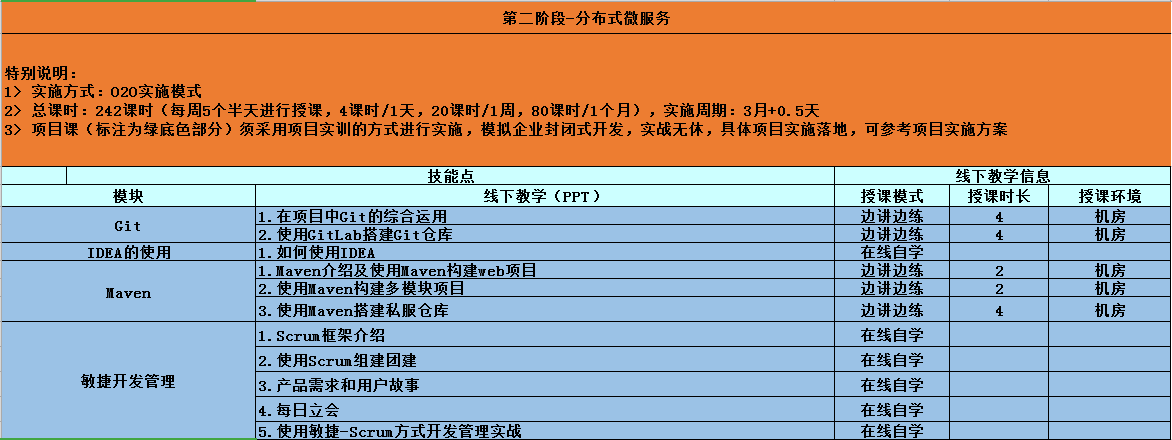 第二阶段-分布式微服务
特别说明：
1> 实施方式：O2O实施模式
2> 总课时：242课时（每周5个半天进行授课，4课时/1天，20课时/1周，80课时/1个月），实施周期：3月+0.5天
3> 项目课（标注为绿底色部分）须采用项目实训的方式进行实施，模拟企业封闭式开发，实战无休，具体项目实施落地，可参考项目实施方案
技能点 线下教学信息
模块 线下教学（PPT） 授课模式 授课时长 授课环境
Git
1.在项目中Git的综合运用 边讲边练 4 机房
2.使用GitLab搭建Git仓库 边讲边练 4 机房
IDEA的使用 1.如何使用IDEA 在线自学
Maven
1.Maven介绍及使用Maven构建web项目 边讲边练 2 机房
2.使用Maven构建多模块项目 边讲边练 2 机房
3.使用Maven搭建私服仓库 边讲边练 4 机房
敏捷开发管理
1.Scrum框架介绍 在线自学
2.使用Scrum组建团建 在线自学
3.产品需求和用户故事 在线自学
4.每日立会 在线自学
5.使用敏捷-Scrum方式开发管理实战 在线自学